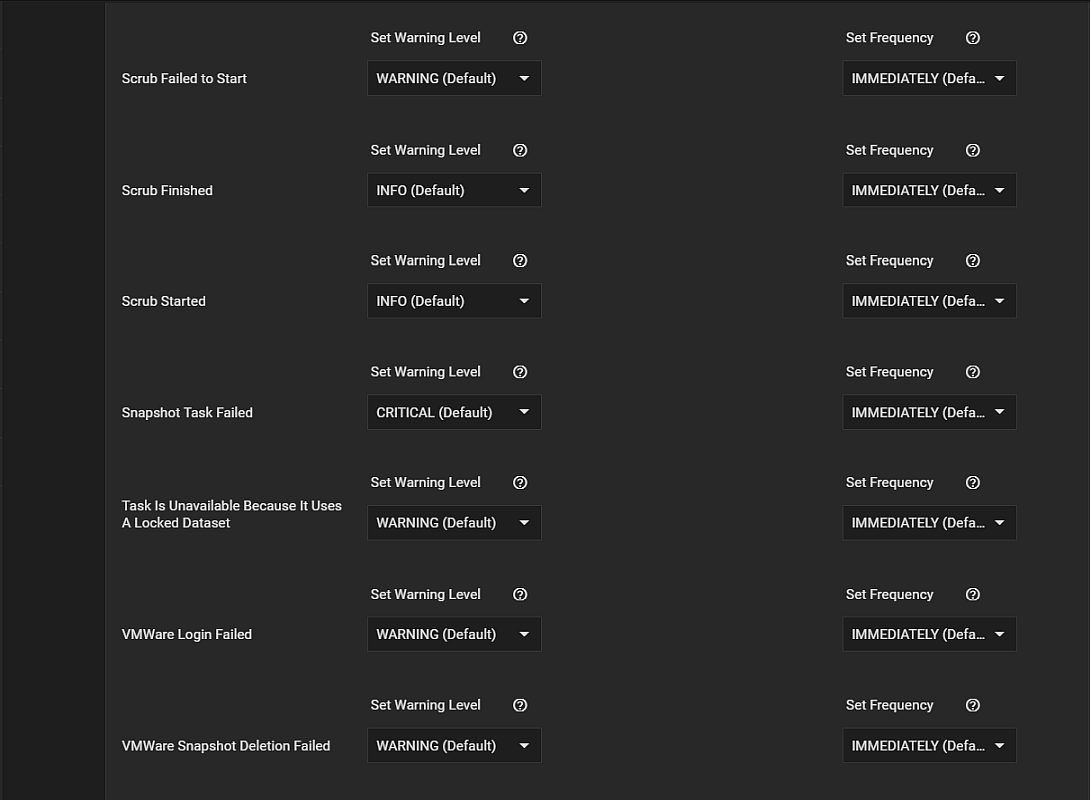 Set Warning Level Set Frequency
Scrub Failed to Start WARNING (Default) IMMEDIATELY (Defa...
Set Warning Level Set Frequency
Scrub Finished INFO (Default) IMMEDIATELY (Defa...
Set Warning Level Set Frequency
Scrub Started INFO (Default) IMMEDIATELY (Defa...
Set Warning Level Set Frequency
Snapshot Task Failed CRITICAL (Default) IMMEDIATELY (Defa...
Set Warning Level Set Frequency
Task Is Unavailable Because It Uses
A Locked Dataset WARNING (Default) IMMEDIATELY (Defa...
Set Warning Level Set Frequency
VMWare Login Failed WARNING (Default) IMMEDIATELY (Defa...
Set Warning Level Set Frequency
VMWare Snapshot Deletion Failed WARNING (Default) IMMEDIATELY (Defa...